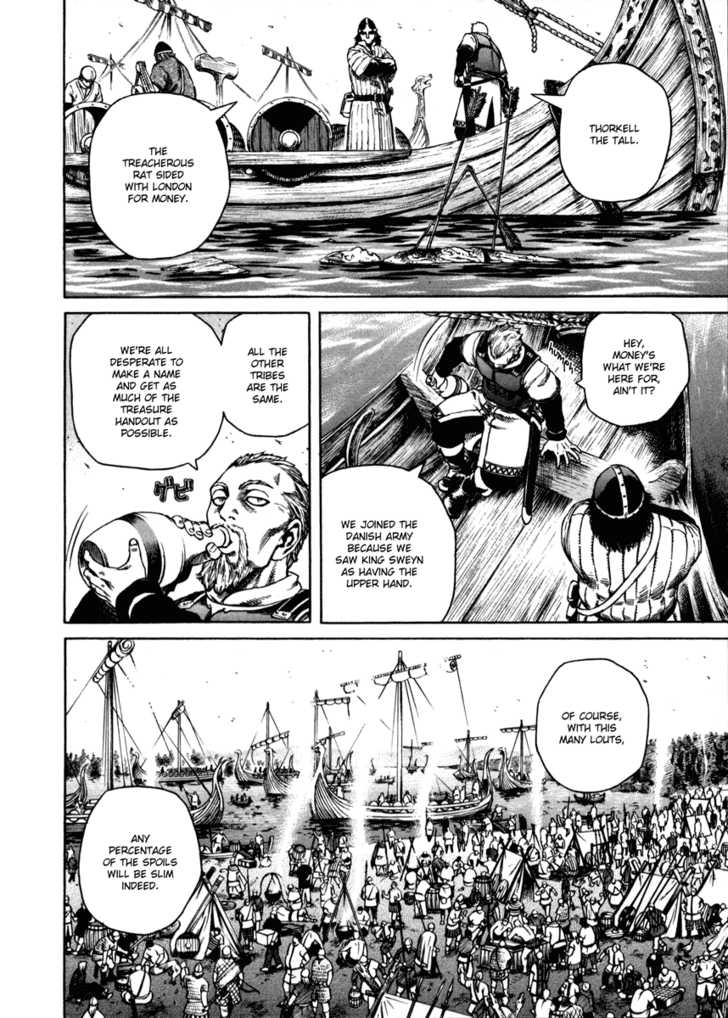 THORKELL
THE TALL.
THE
TREACHEROUS
RAT SIDED
WITH LONDON
FOR MONEY.
HEY,
MONEY'S
WHAT WE'RE
HERE FOR,
AIN'T IT?
WE JOINED THE
DANISH ARMY
BECAUSE WE
SAW KING SWEYN
AS HAVING THE
UPPER HAND.
ALL THE
OTHER
TRIBES
ARE THE
SAME.
WE'RE ALL
DESPERATE TO
MAKE A NAME
AND GET AS
MUCH OF THE
TREASURE
HANDOUT AS
POSSIBLE.
グビ
OF COURSE,
WITH THIS
MANY LOUTS,
ANY
PERCENTAGE
OF THE SPOILS
WILL BE SLIM
INDEED.